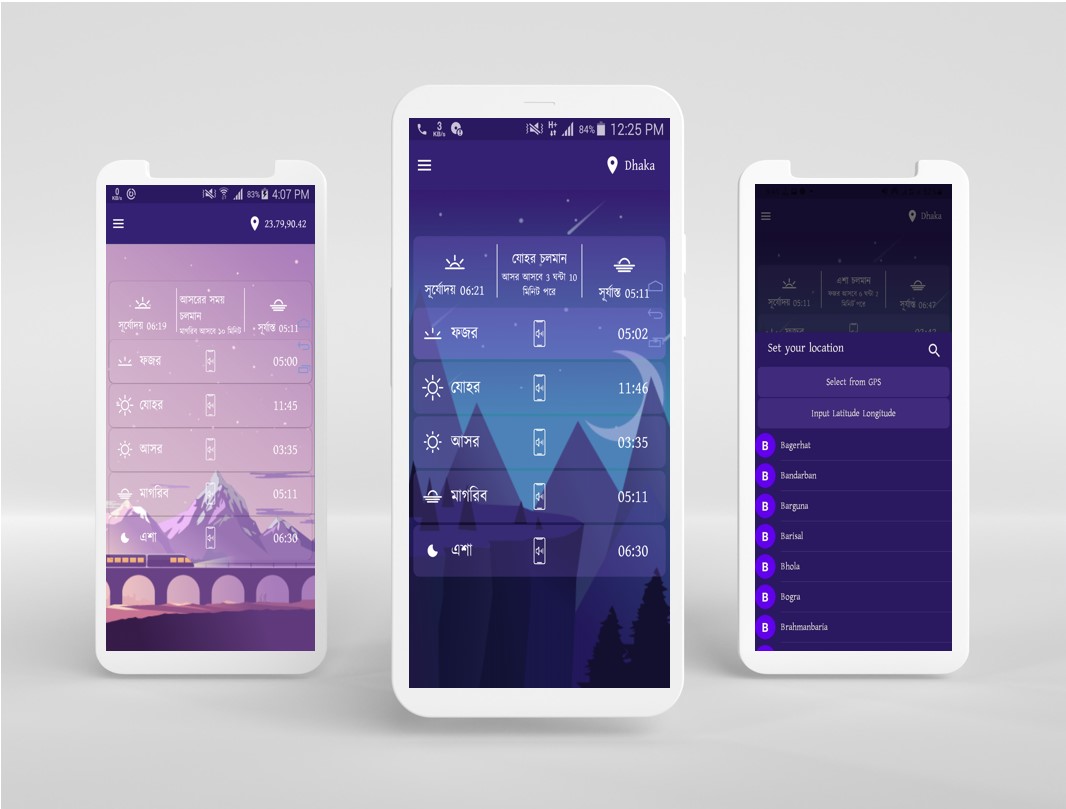 0
KB/s
83% 4:07 PM
23.79,90.42
সূর্যোদয় 06:19
আসরের সময়
চলমান
মাগরিব আসবে ১০ মিনিট
সূর্যাস্ত 05:11
ফজর 05:00
যোহর 11:45
আসর 03:35
মাগরিব 05:11
এশা 06:30
3
KB/s
H+ 84% 12:25 PM
Dhaka
সূর্যোদয় 06:21
যোহর চলমান
আসর আসবে 3 ঘন্টা 10
মিনিট পরে
সূর্যাস্ত 05:11
ফজর 05:02
যোহর 11:46
আসর 03:35
মাগরিব 05:11
এশা 06:30
Dhaka
সূর্যোদয় 05:11
এশা চলমান
সূর্যাস্ত 06:47
Set your location
Select from GPS
Input Latitude Longitude
B Bagerhat
B Bandarban
B Barguna
B Barisal
B Bhola
B Bogra
B Brahmanbaria